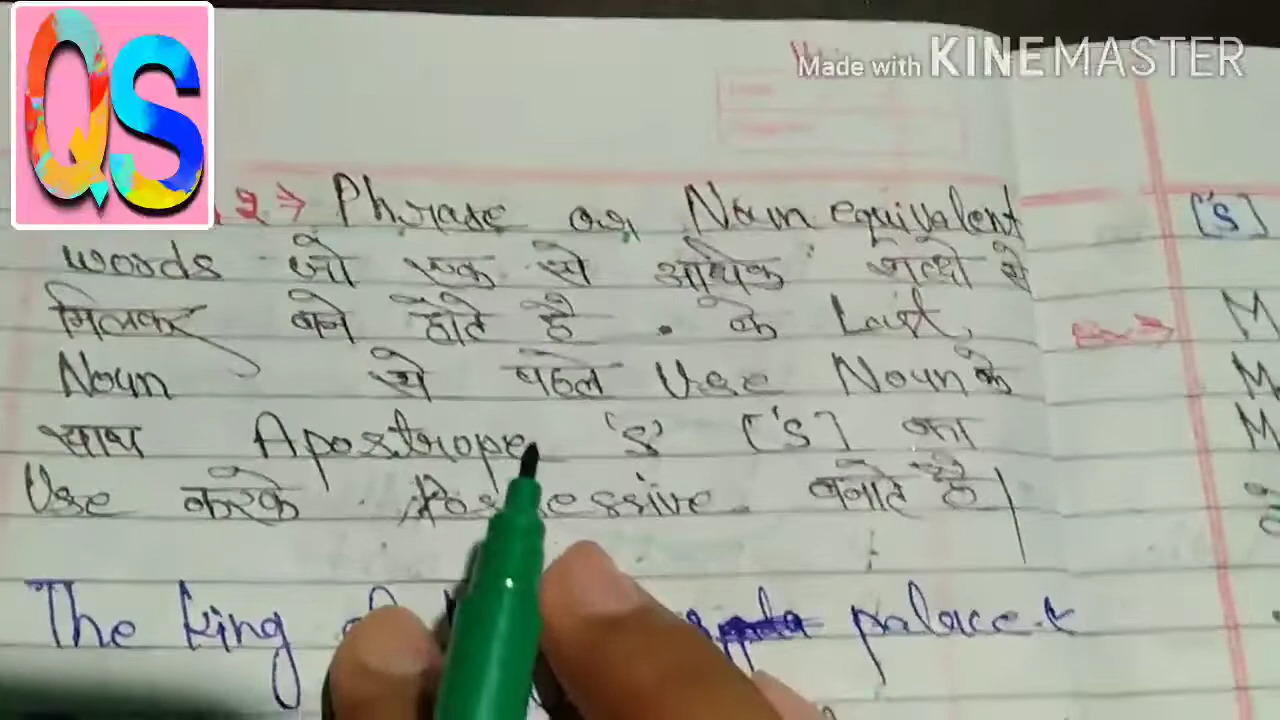 QS
Made with KINEMASTER
2⇒ Phrase or Noun equivalent
words जो एक से अधिक शब्दो से
मिलकर बने होते है . के Last,
Noun से पहले Use Noun के
साथ Apostrope 's' ['s] का
Use करके Possessive बनाते है|
The king palace.
['s]
Ex→ M
M
M